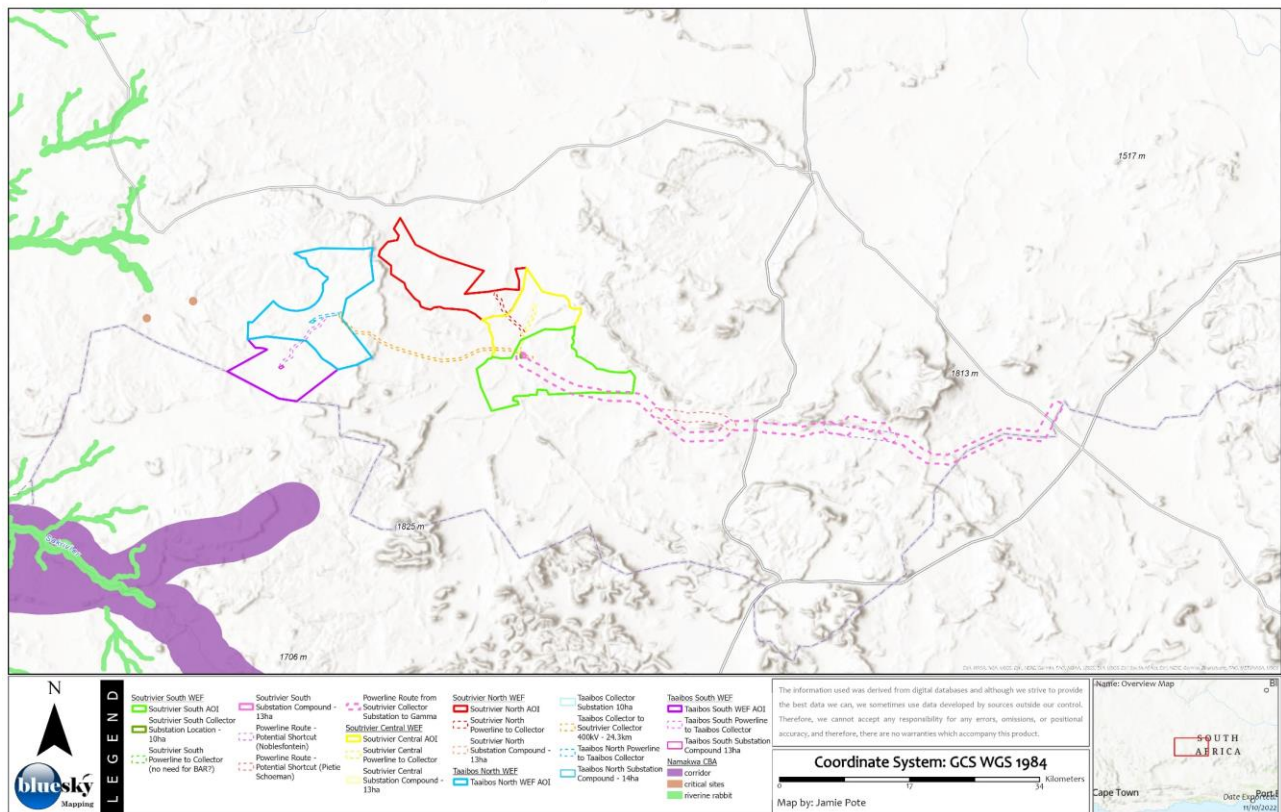 1517 m
1813 m
1825 m
1706 m
N
bluesky
Mapping
LEGEND
Soutrivier South WEF
Soutrivier South AOI
Soutrivier South Collector
Substation Location -
10ha
Soutrivier South
Powerline to Collector
(no need for BAR?)
Soutrivier South
Substation Compound -
13ha
Powerline Route -
Potential Shortcut
(Noblesfontein)
Powerline Route -
Potential Shortcut (Pietie
Schoeman)
Powerline Route from
Soutrivier Collector
Substation to Gamma
Soutrivier Central WEF
Soutrivier Central AOI
Soutrivier Central
Powerline to Collector
Soutrivier Central
Substation Compound -
13ha
Soutrivier North WEF
Soutrivier North AOI
Soutrivier North
Powerline to Collector
Soutrivier North
Substation Compound -
13ha
Taaibos North WEF
Taaibos North WEF AOI
Taaibos Collector
Substation 10ha
Taaibos Collector to
Soutrivier Collector
400kV - 24,3km
Taaibos North Powerline
to Taaibos Collector
Taaibos North Substation
Compound - 14ha
Taaibos South WEF
Taaibos South WEF AOI
Taaibos South Powerline
to Taaibos Collector
Taaibos South Substation
Compound 13ha
Namakwa CBA
corridor
critical sites
riverine rabbit
The information used was derived from digital databases and although we strive to provide
the best data we can, we sometimes use data developed by sources outside our control.
Therefore, we cannot accept any responsibility for any errors, omissions, or positional
accuracy, and therefore, there are no warranties which accompany this product.
Coordinate System: GCS WGS 1984
0 17 34 Kilometers
Map by: Jamie Pote
Name: Overview Map
Bl
SOUTH
AFRICA
Cape Town
Port E
Date Exported:
11/10/2022